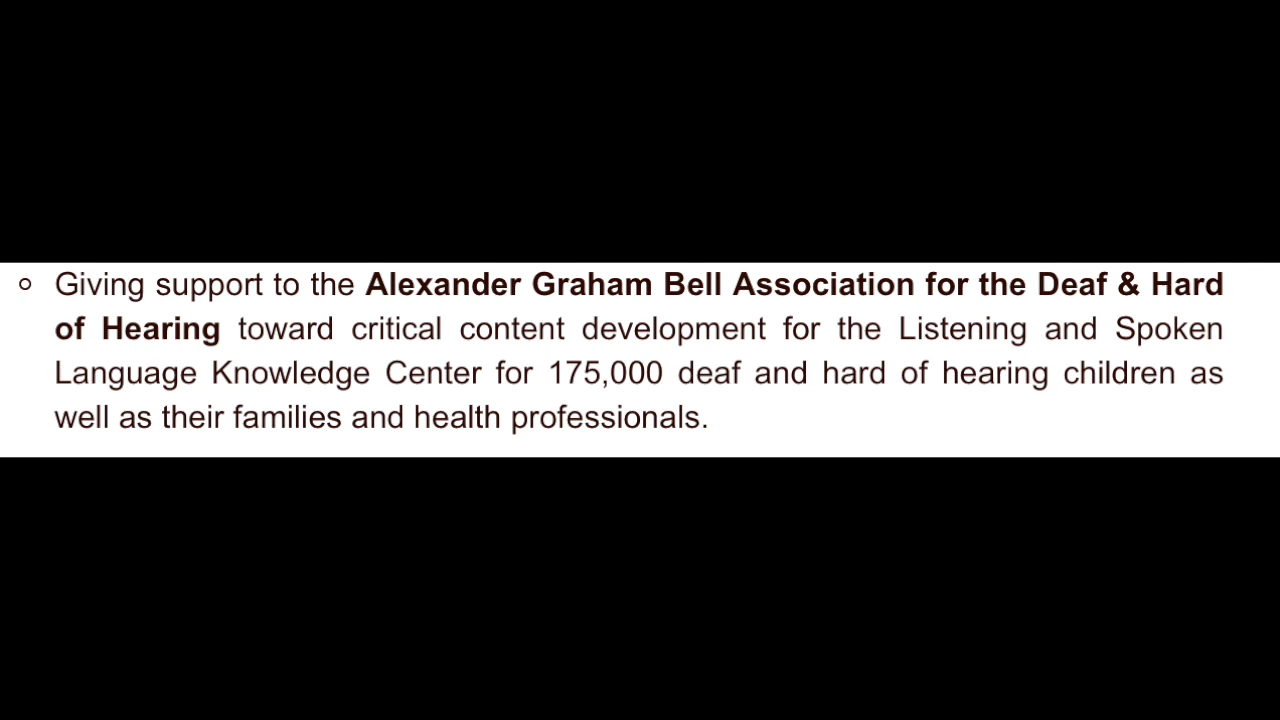 Giving support to the Alexander Graham Bell Association for the Deaf & Hard
of Hearing toward critical content development for the Listening and Spoken
Language Knowledge Center for 175,000 deaf and hard of hearing children as
well as their families and health professionals.